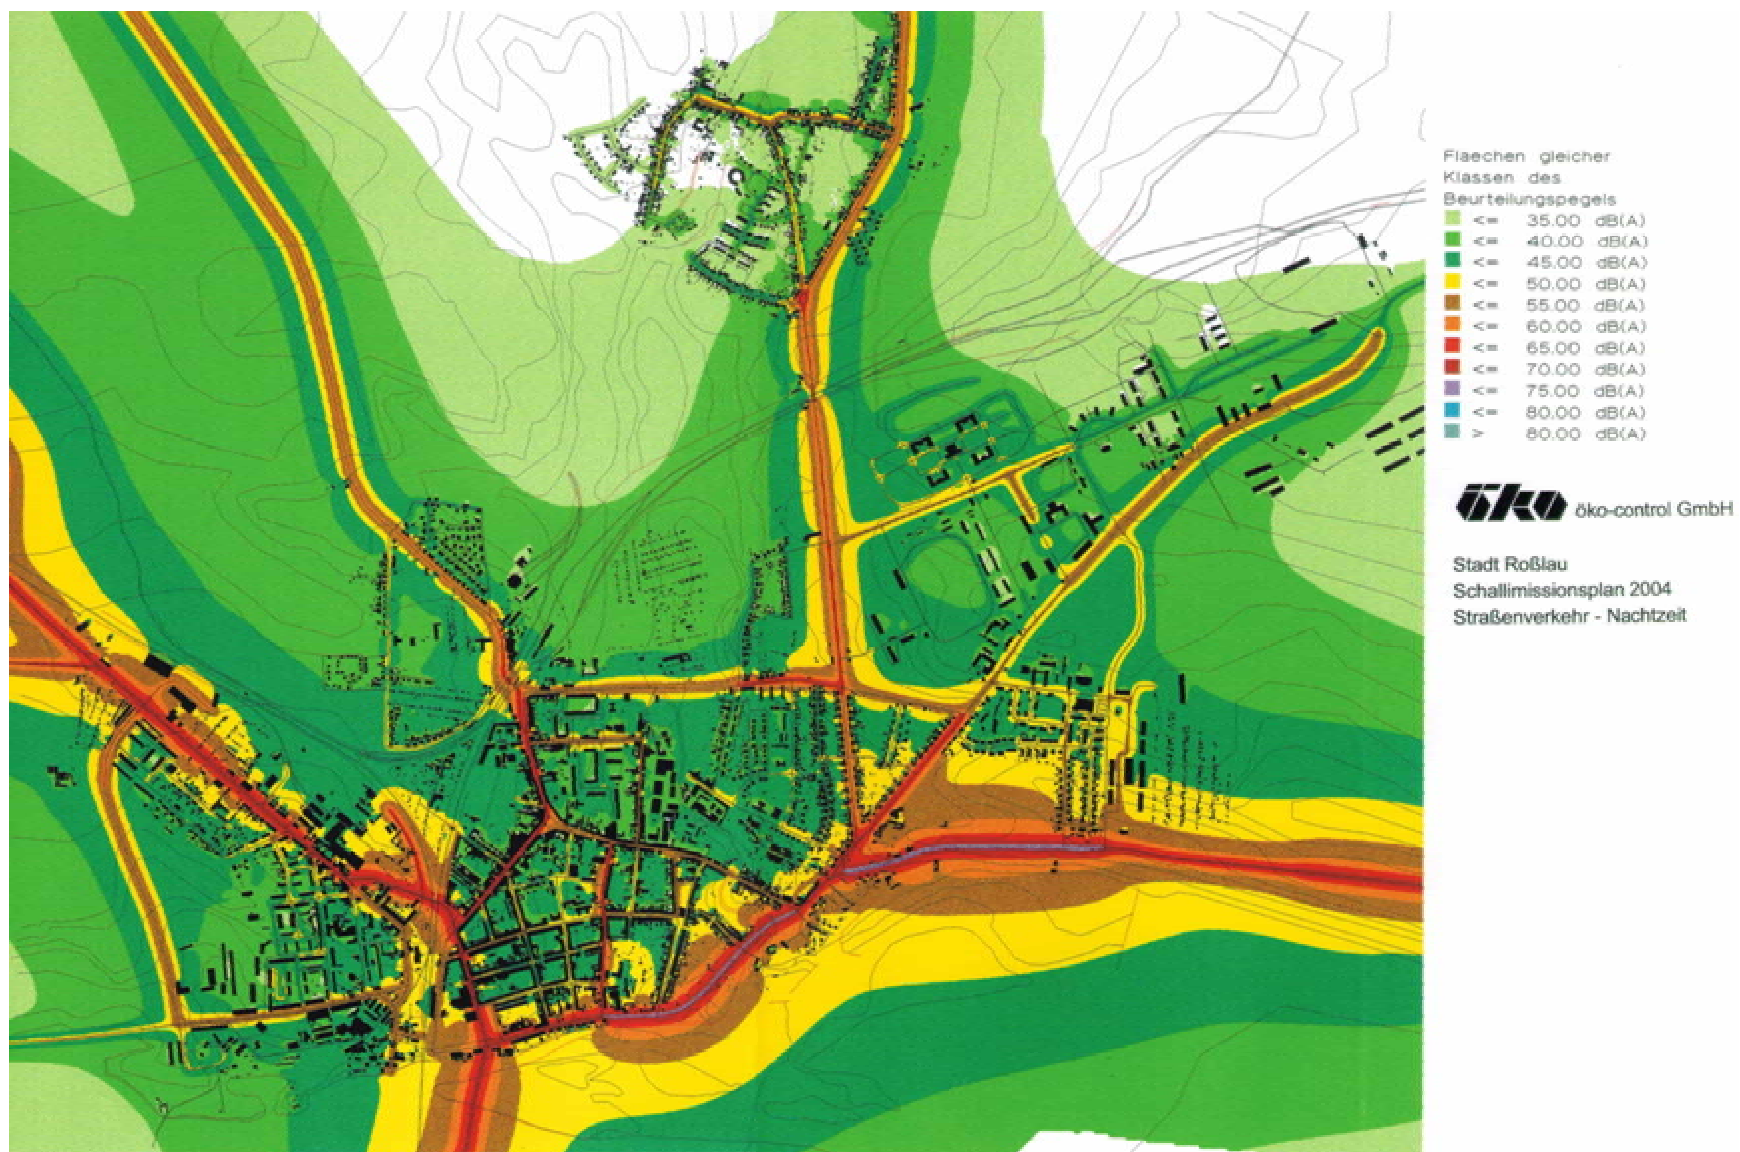 Flaechen gleicher
Klassen des
Beurteilungspegels
<= 35.00 dB(A)
<= 40.00 dB(A)
<= 45.00 dB(A)
<= 50.00 dB(A)
<= 55.00 dB(A)
<= 60.00 dB(A)
<= 65.00 dB(A)
<= 70.00 dB(A)
<= 75.00 dB(A)
<= 80.00 dB(A)
> 80.00 dB(A)
öko öko-control GmbH
Stadt Roßlau
Schallimissionsplan 2004
Straßenverkehr - Nachtzeit